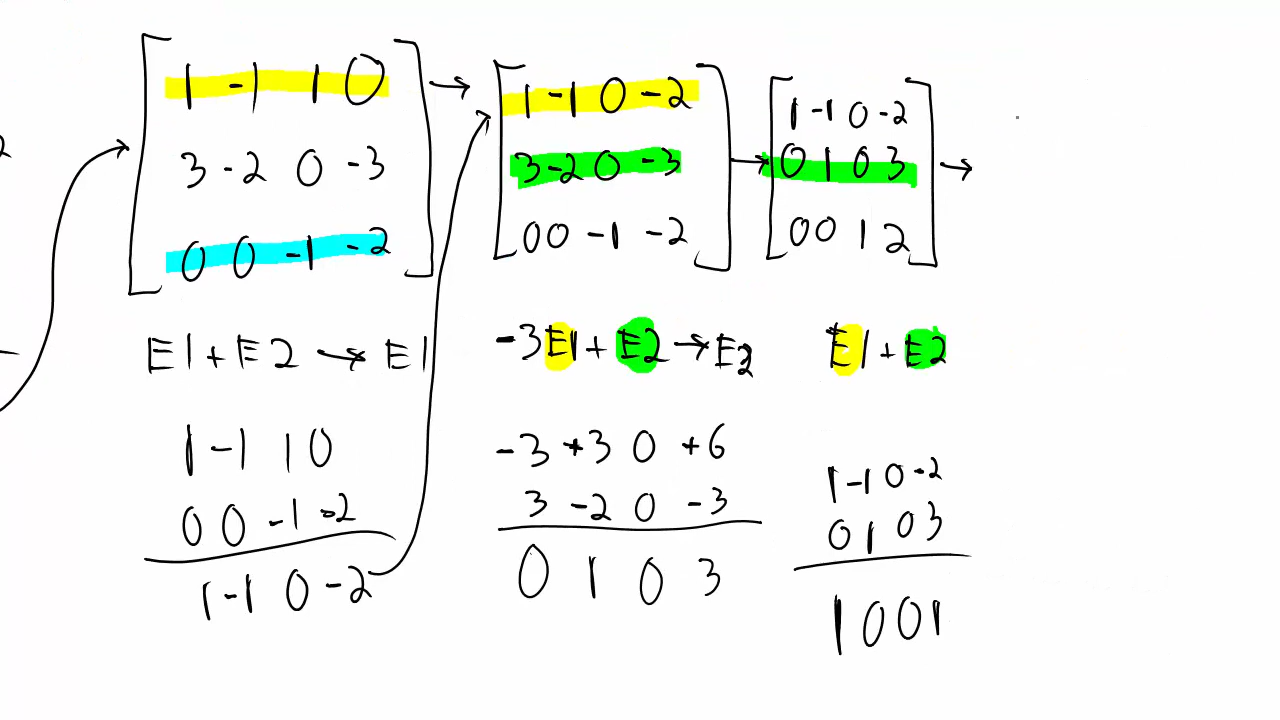 2
1 -1 1 0
3 -2 0 -3
0 0 -1 -2
E1 + E2 → E1
1 -1 1 0
0 0 -1 -2
1 -1 0 -2
1 -1 0 -2
3 -2 0 -3
0 0 -1 -2
-3E1 + E2 → E2
-3 +3 0 +6
3 -2 0 -3
0 1 0 3
1 -1 0 -2
0 1 0 3
0 0 1 2
E1 + E2
1 -1 0 -2
0 1 0 3
1 0 0 1